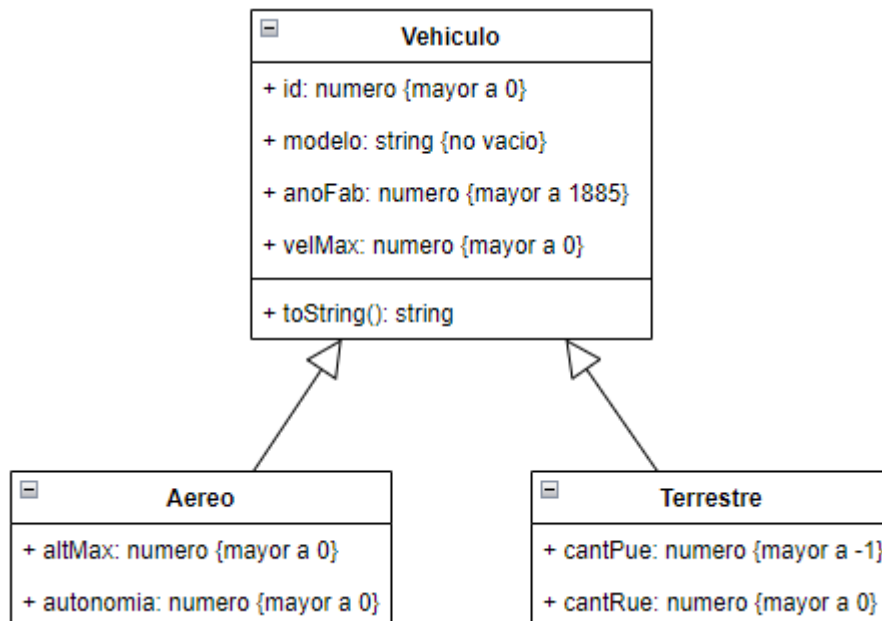 Vehiculo
+ id: numero {mayor a 0}
+ modelo: string {no vacio}
+ anoFab: numero {mayor a 1885}
+ velMax: numero {mayor a 0}
+ toString(): string
Aereo
+ altMax: numero {mayor a 0}
+ autonomia: numero {mayor a 0}
Terrestre
+ cantPue: numero {mayor a -1}
+ cantRue: numero {mayor a 0}